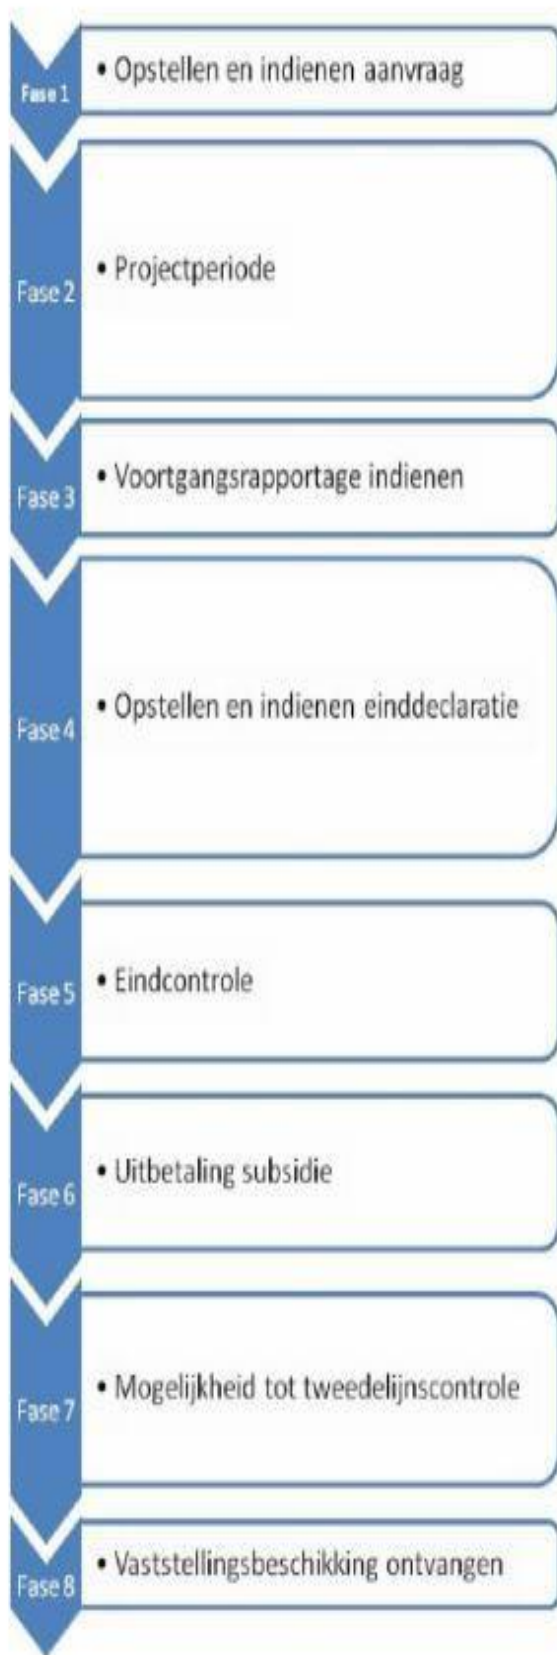 Fase 1
• Opstellen en indienen aanvraag
Fase 2
• Projectperiode
Fase 3
• Voortgangsrapportage indienen
Fase 4
• Opstellen en indienen einddeclaratie
Fase 5
• Eindcontrole
Fase 6
• Uitbetaling subsidie
Fase 7
• Mogelijkheid tot tweedelijnscontrole
Fase 8
• Vaststellingsbeschikking ontvangen